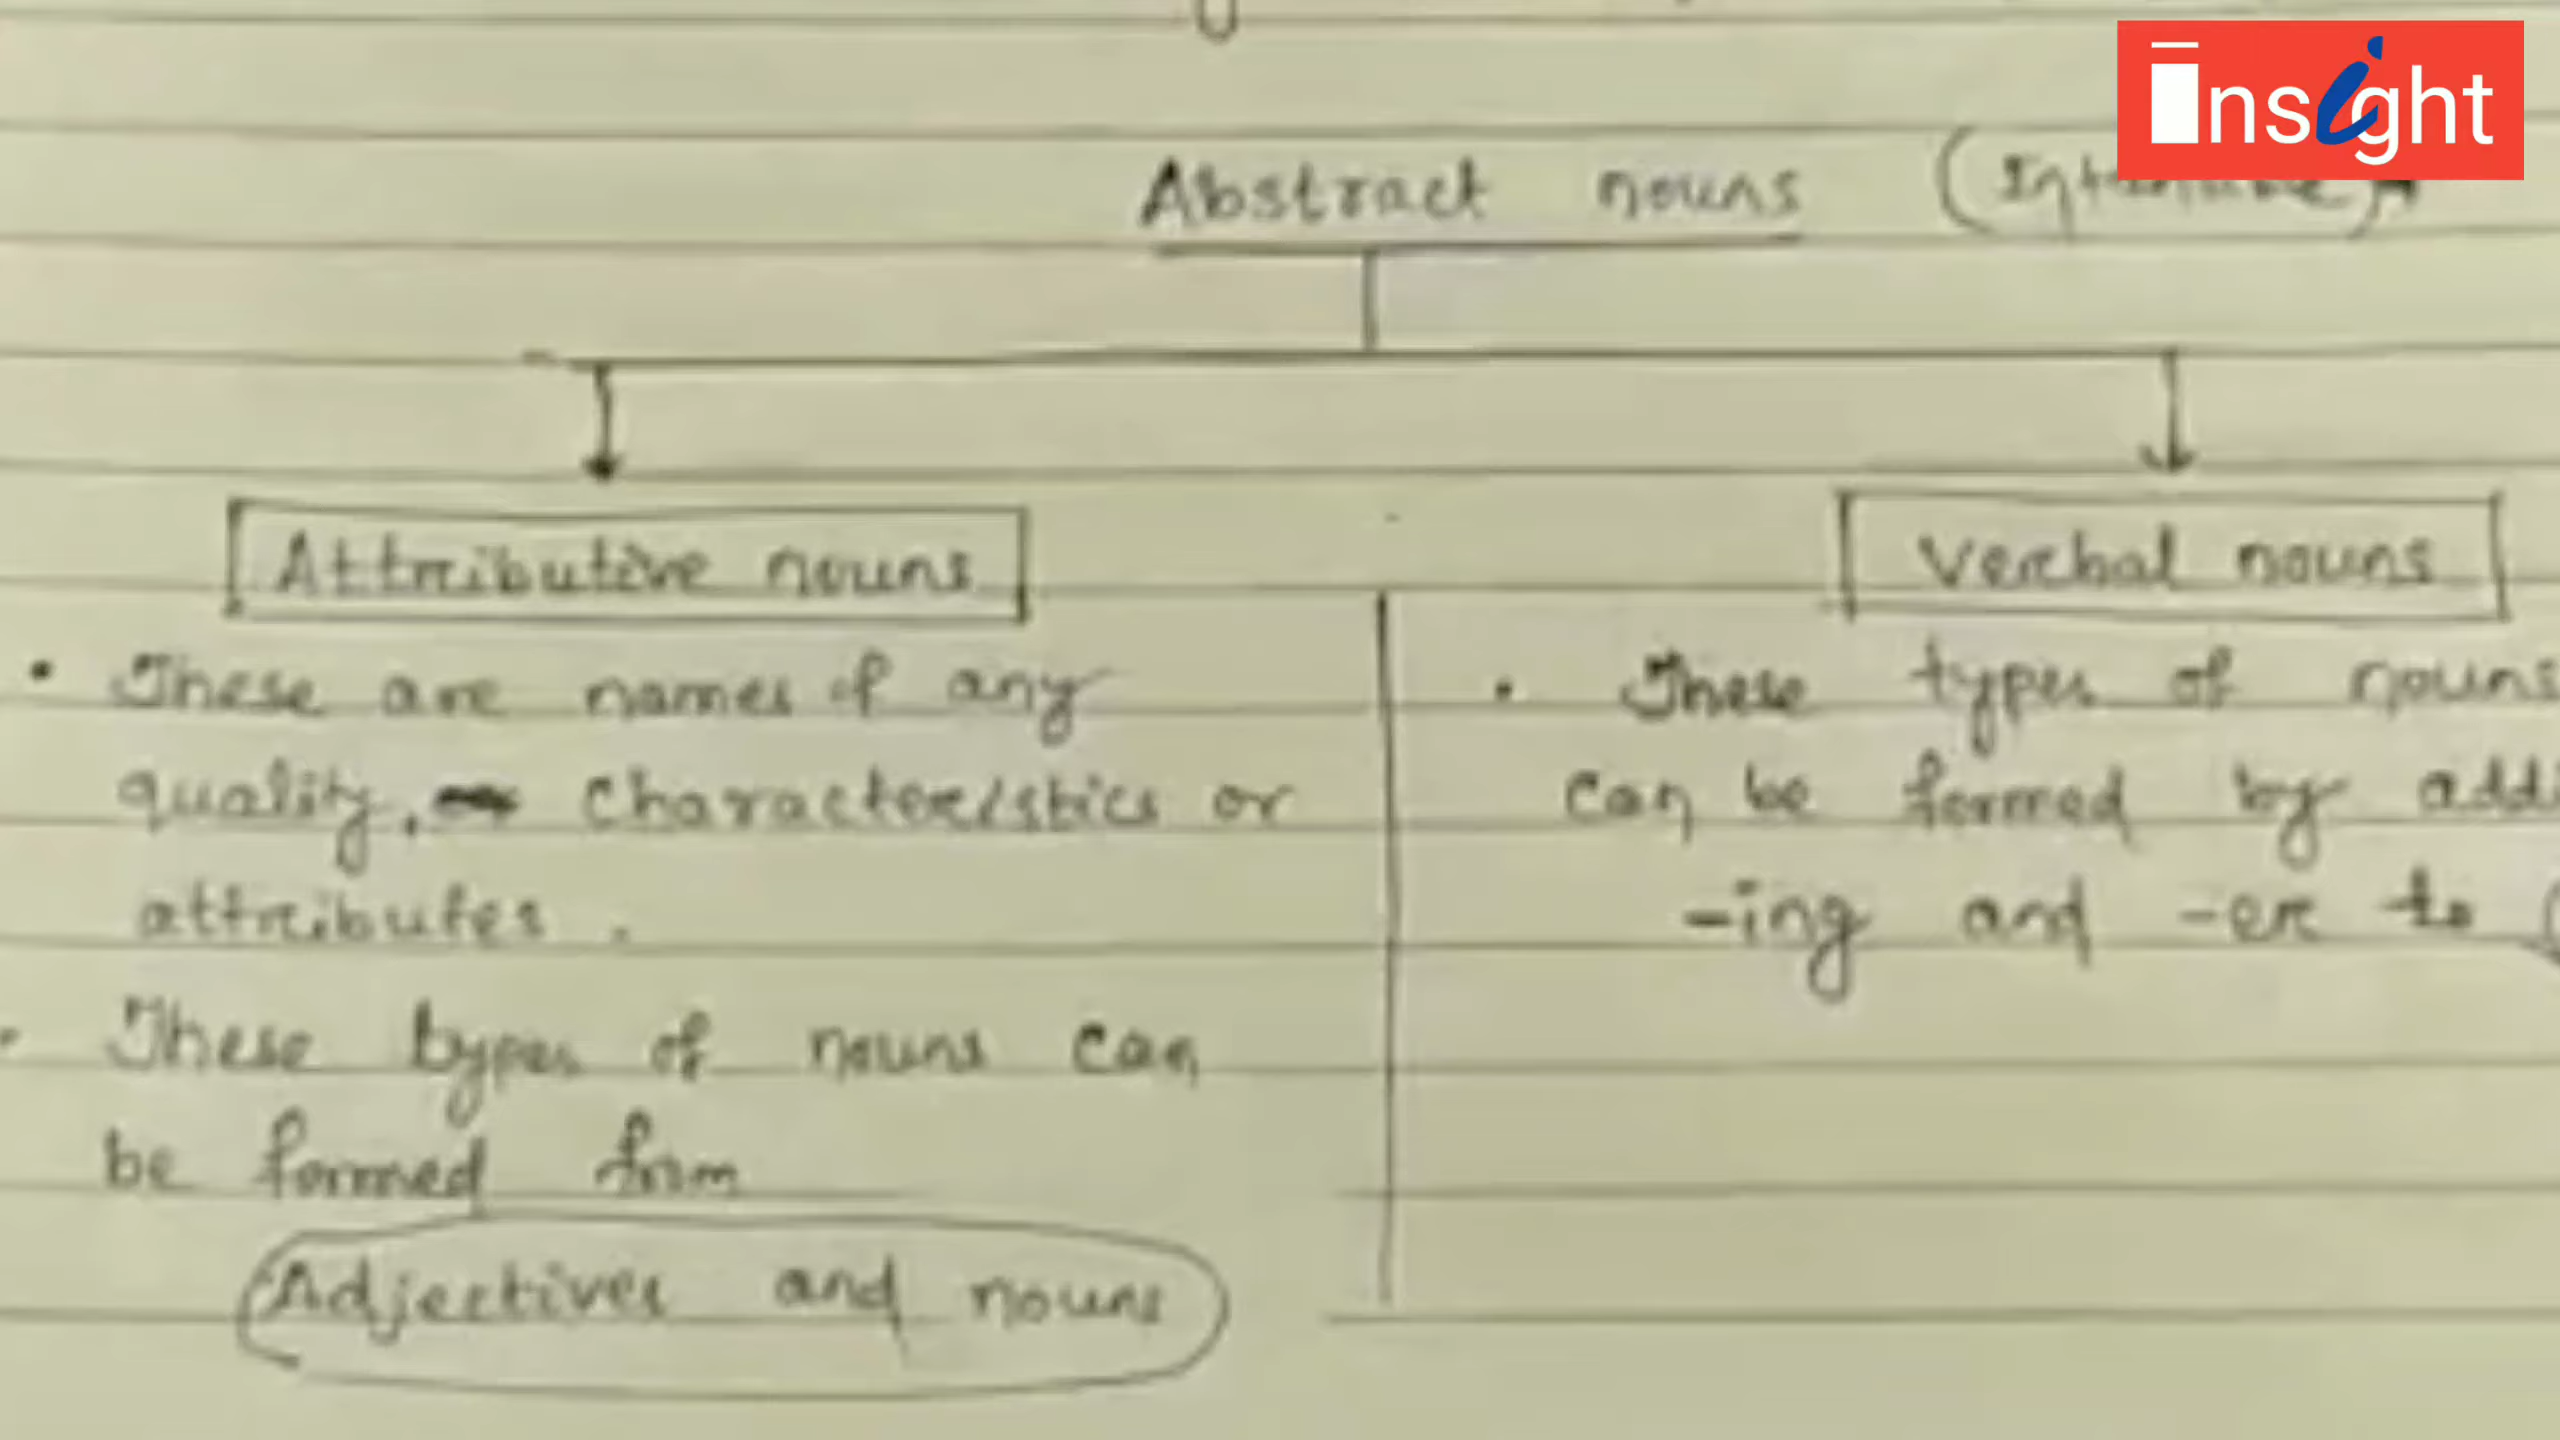 Insight
Abstract nouns
Attributive nouns
Verbal nouns
• These are names of any
quality, characteristics or
attributes.
• These types of nouns can
be formed from
Adjectives and nouns
• These types of nouns
can be formed by addi
-ing and -er to